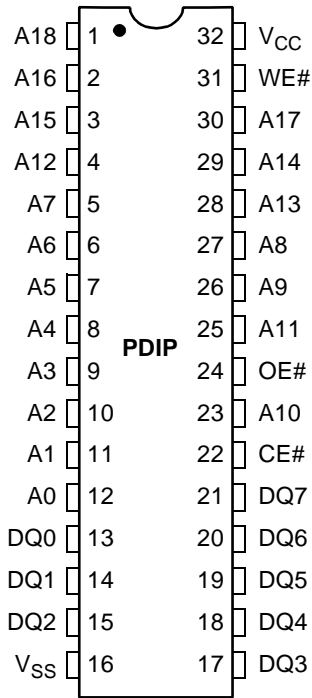 A18 1 32 VCC
A16 2 31 WE#
A15 3 30 A17
A12 4 29 A14
A7 5 28 A13
A6 6 27 A8
A5 7 26 A9
A4 8 25 A11
PDIP
A3 9 24 OE#
A2 10 23 A10
A1 11 22 CE#
A0 12 21 DQ7
DQ0 13 20 DQ6
DQ1 14 19 DQ5
DQ2 15 18 DQ4
VSS 16 17 DQ3